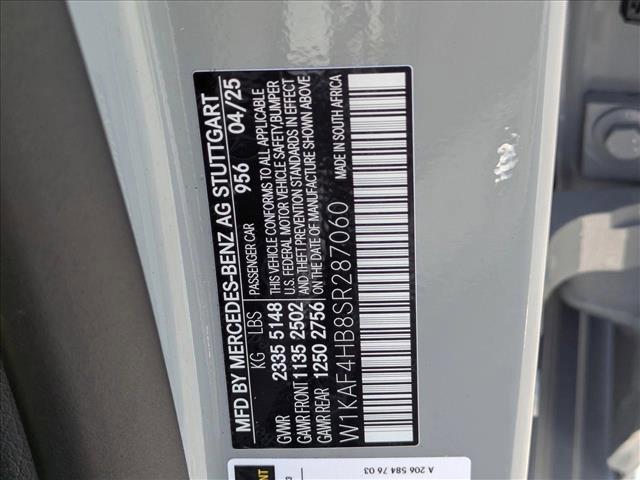 MFD BY MERCEDES-BENZ AG STUTTGART
956 04/25
KG LBS PASSENGER CAR
GVWR 2335 5148
GAWR FRONT 1135 2502
GAWR REAR 1250 2756
THIS VEHICLE CONFORMS TO ALL APPLICABLE
U.S. FEDERAL MOTOR VEHICLE SAFETY, BUMPER
AND THEFT PREVENTION STANDARDS IN EFFECT
ON THE DATE OF MANUFACTURE SHOWN ABOVE
MADE IN SOUTH AFRICA
W1KAF4HB8SR287060
A 206 584 76 03